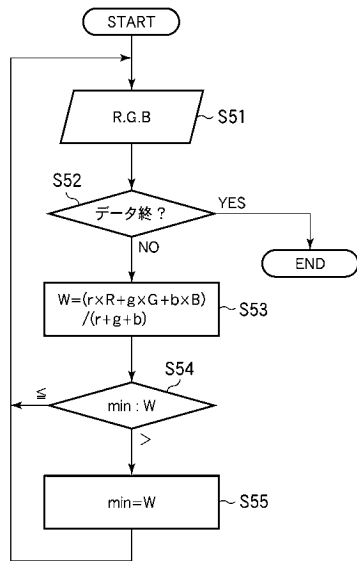 START
R.G.B
S51
S52
データ終?
YES
NO
END
W=(r×R+g×G+b×B)
/(r+g+b)
S53
S54
≦
min : W
>
min=W
S55